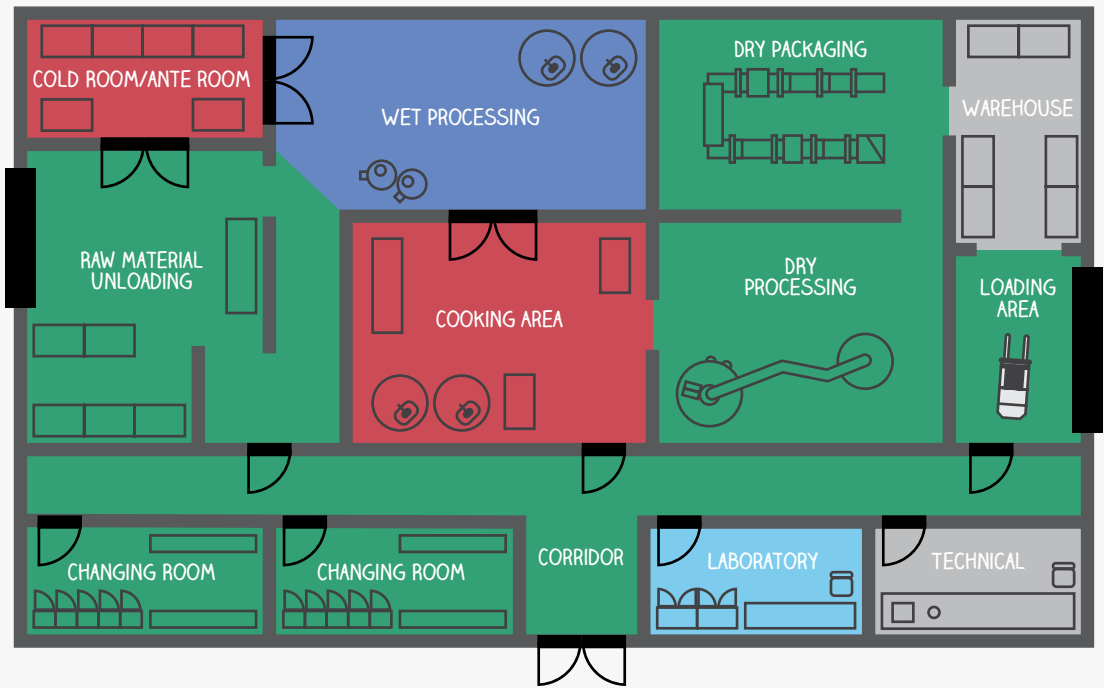 COLD ROOM/ANTE ROOM
WET PROCESSING
DRY PACKAGING
WAREHOUSE
RAW MATERIAL
UNLOADING
COOKING AREA
DRY
PROCESSING
LOADING
AREA
CHANGING ROOM
CHANGING ROOM
CORRIDOR
LABORATORY
TECHNICAL